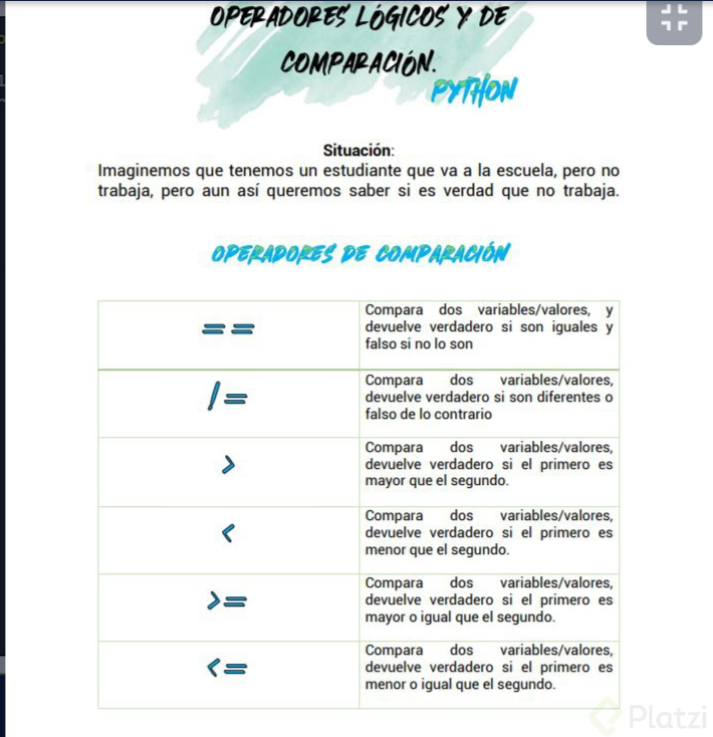 OPERADORES LÓGICOS Y DE
COMPARACIÓN.
PYTHON
Situación:
Imaginemos que tenemos un estudiante que va a la escuela, pero no
trabaja, pero aun así queremos saber si es verdad que no trabaja.
OPERADORES DE COMPARACIÓN
==
Compara dos variables/valores, y
devuelve verdadero si son iguales y
falso si no lo son
/=
Compara dos variables/valores,
devuelve verdadero si son diferentes o
falso de lo contrario
>
Compara dos variables/valores,
devuelve verdadero si el primero es
mayor que el segundo.
<
Compara dos variables/valores,
devuelve verdadero si el primero es
menor que el segundo.
>=
Compara dos variables/valores,
devuelve verdadero si el primero es
mayor o igual que el segundo.
<=
Compara dos variables/valores,
devuelve verdadero si el primero es
menor o igual que el segundo.
Platzi